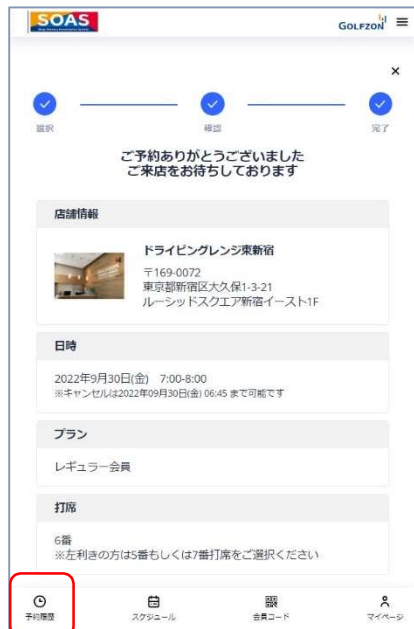 SOAS
GOLFZON
選択
確認
完了
ご予約ありがとうございました
ご来店をお待ちしております
店舗情報
ドライビングレンジ東新宿
〒169-0072
東京都新宿区大久保1-3-21
ルーシッドスクエア新宿イースト1F
日時
2022年9月30日(金) 7:00-8:00
※キャンセルは2022年09月30日(金) 06:45 まで可能です
プラン
レギュラー会員
打席
6番
※左利きの方は5番もしくは7番打席をご選択ください
予約履歴
スケジュール
会員コード
マイページ